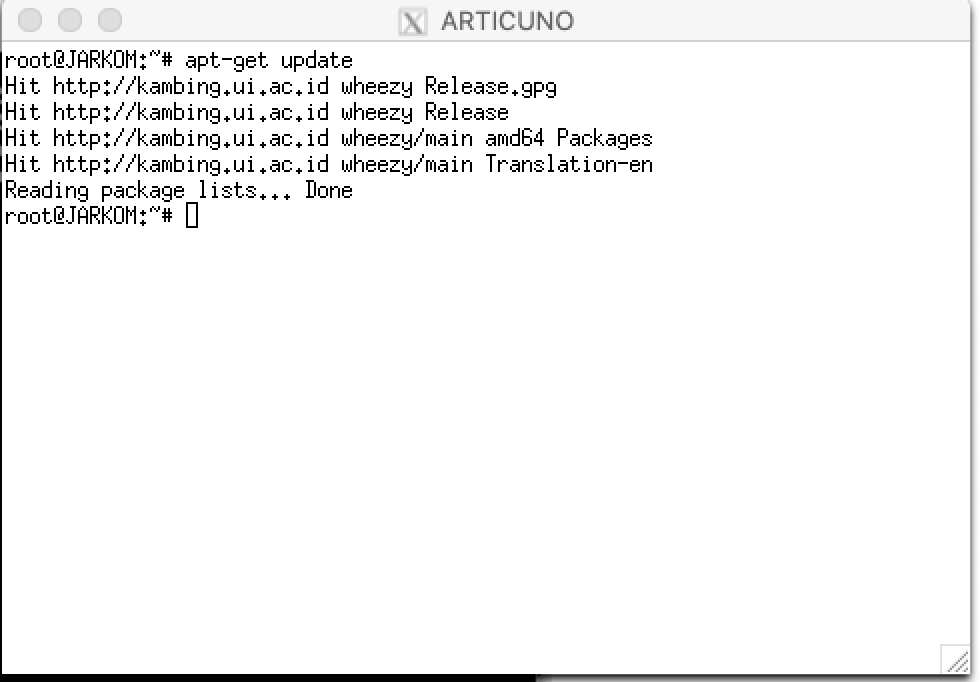 ARTICUNO
root@JARKOM:~# apt-get update
Hit http://kambing.ui.ac.id wheezy Release.gpg
Hit http://kambing.ui.ac.id wheezy Release
Hit http://kambing.ui.ac.id wheezy/main amd64 Packages
Hit http://kambing.ui.ac.id wheezy/main Translation-en
Reading package lists... Done
root@JARKOM:~#